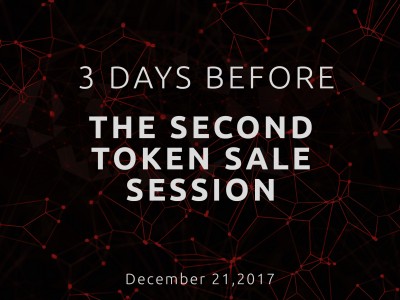 3 DAYS BEFORE
THE SECOND
TOKEN SALE
SESSION
December 21,2017